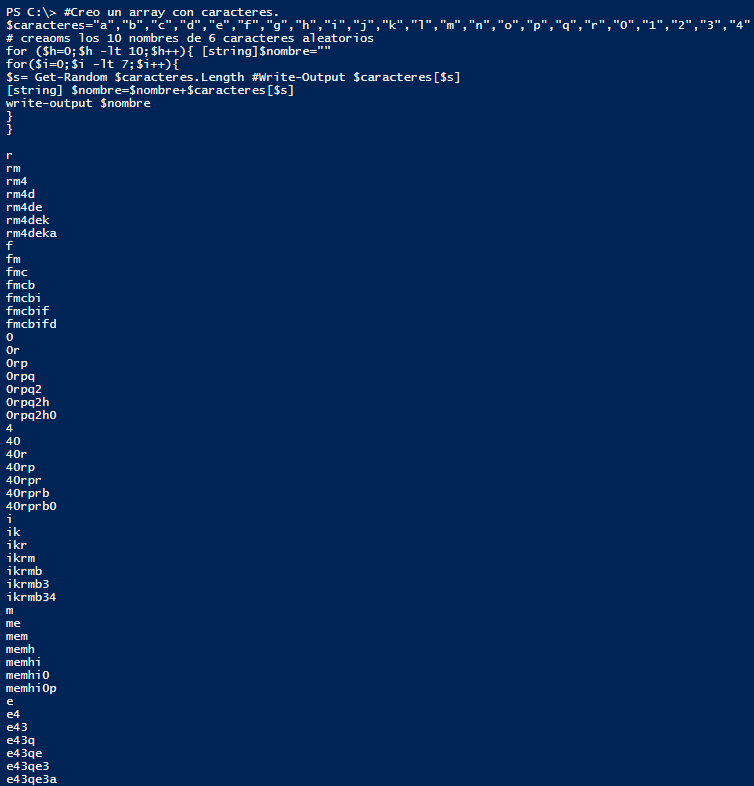 PS C:\> #Creo un array con caracteres.
$caracteres="a","b","c","d","e","f","g","h","i","j","k","l","m","n","o","p","q","r","0","1","2","3","4"
# creaoms los 10 nombres de 6 caracteres aleatorios
for ($h=0;$h -lt 10;$h++){ [string]$nombre=""
for($i=0;$i -lt 7;$i++){
$s= Get-Random $caracteres.Length #Write-Output $caracteres[$s]
[string] $nombre=$nombre+$caracteres[$s]
write-output $nombre
}
}
r
rm
rm4
rm4d
rm4de
rm4dek
rm4deka
f
fm
fmc
fmcb
fmcbi
fmcbif
fmcbifd
0
0r
0rp
0rpq
0rpq2
0rpq2h
0rpq2h0
4
40
40r
40rp
40rpr
40rprb
40rprb0
i
ik
ikr
ikrm
ikrmb
ikrmb3
ikrmb34
m
me
mem
memh
memhi
memhi0
memhi0p
e
e4
e43
e43q
e43qe
e43qe3
e43qe3a